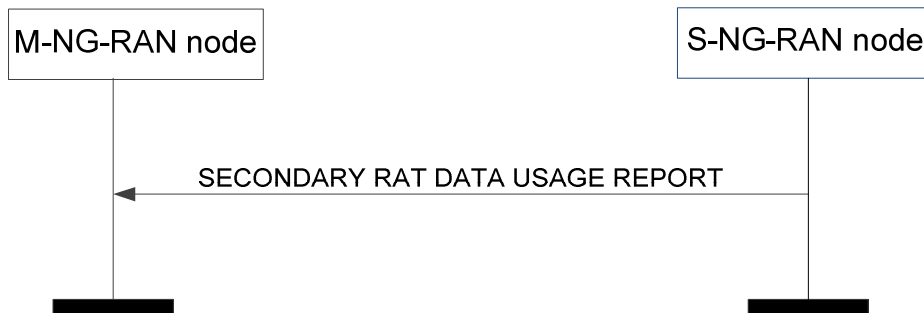 M-NG-RAN node
S-NG-RAN node
SECONDARY RAT DATA USAGE REPORT